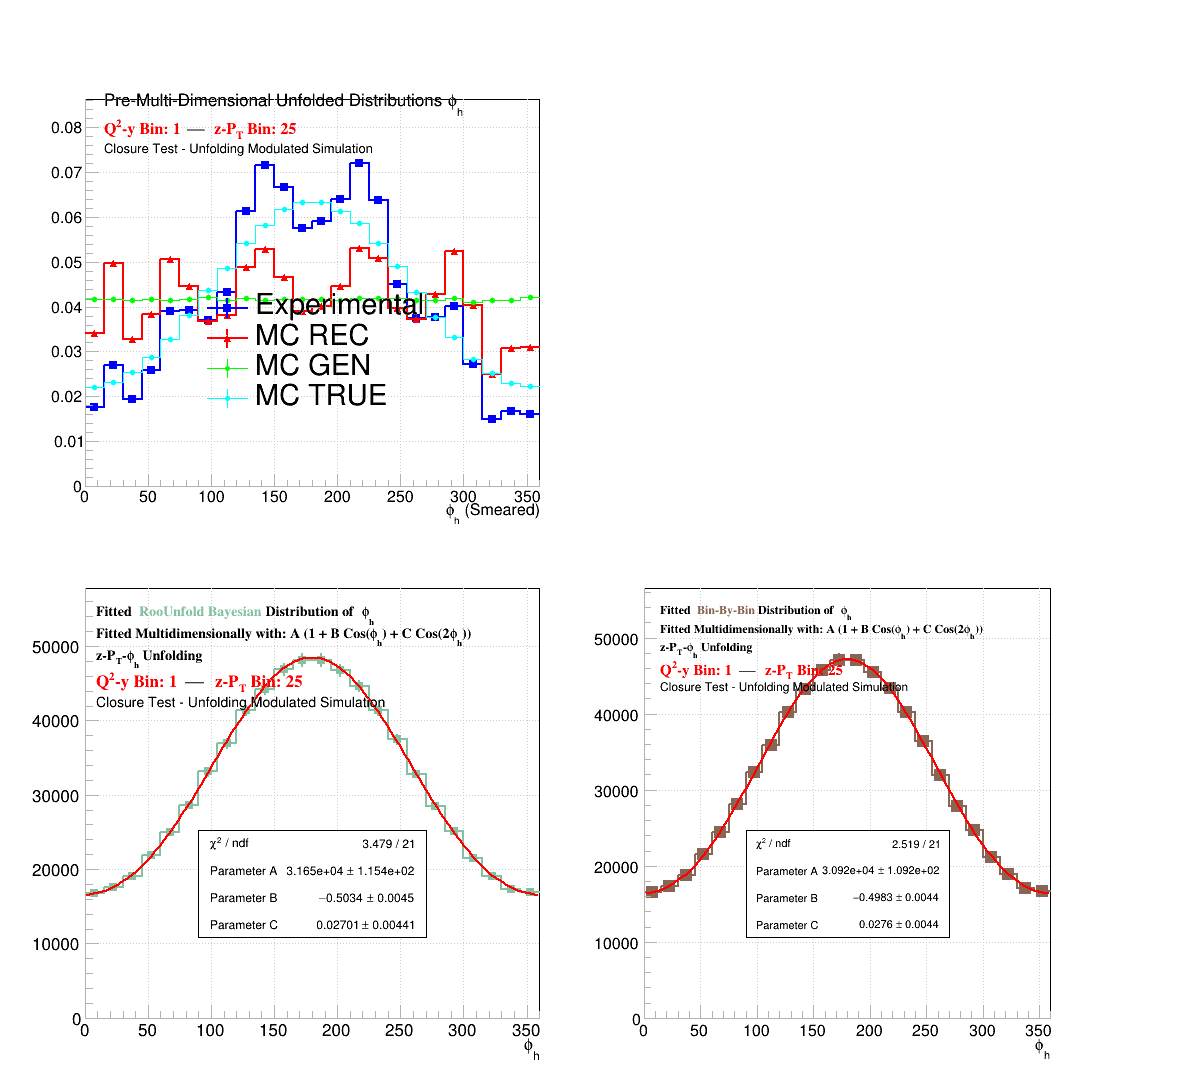 Pre-Multi-Dimensional Unfolded Distributions ϕh
Q²-y Bin: 1 — z-PT Bin: 25
Closure Test - Unfolding Modulated Simulation
0.08
0.07
0.06
0.05
0.04
0.03
0.02
0.01
0
Experimental
MC REC
MC GEN
MC TRUE
0 50 100 150 200 250 300 350
ϕh (Smeared)
Fitted RooUnfold Bayesian Distribution of ϕh
Fitted Multidimensionally with: A (1 + B Cos(ϕh) + C Cos(2ϕh))
z-PT-ϕh Unfolding
Q²-y Bin: 1 — z-PT Bin: 25
Closure Test - Unfolding Modulated Simulation
50000
40000
30000
20000
10000
0
χ² / ndf 3.479 / 21
Parameter A 3.165e+04 ± 1.154e+02
Parameter B −0.5034 ± 0.0045
Parameter C 0.02701 ± 0.00441
0 50 100 150 200 250 300 350
ϕh
Fitted Bin-By-Bin Distribution of ϕh
Fitted Multidimensionally with: A (1 + B Cos(ϕh) + C Cos(2ϕh))
z-PT-ϕh Unfolding
Q²-y Bin: 1 — z-PT Bin: 25
Closure Test - Unfolding Modulated Simulation
50000
40000
30000
20000
10000
0
χ² / ndf 2.519 / 21
Parameter A 3.092e+04 ± 1.092e+02
Parameter B −0.4983 ± 0.0044
Parameter C 0.0276 ± 0.0044
0 50 100 150 200 250 300 350
ϕh